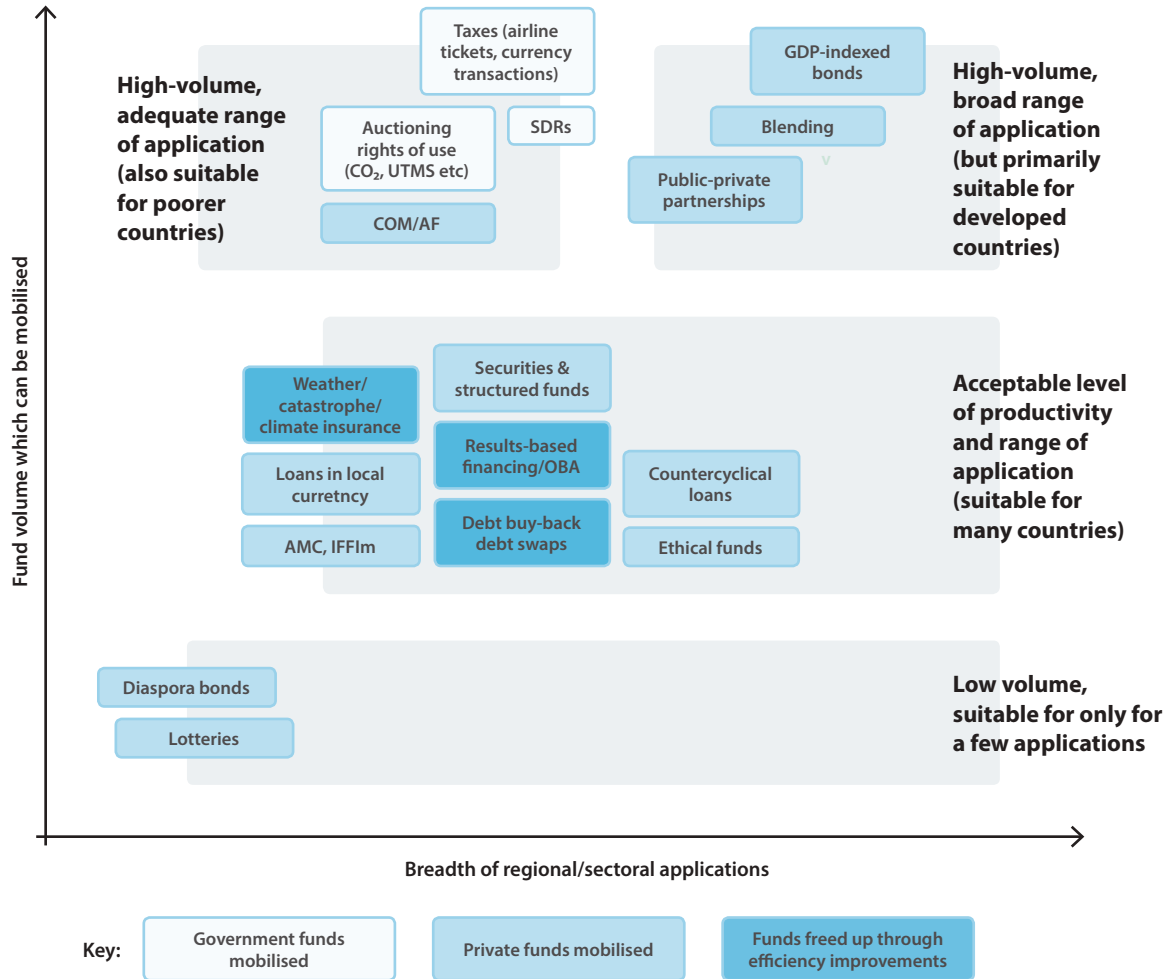 Fund volume which can be mobilised
High-volume,
adequate range
of application
(also suitable
for poorer
countries)
Taxes (airline
tickets, currency
transactions)
Auctioning
rights of use
(CO₂, UTMS etc)
SDRs
COM/AF
GDP-indexed
bonds
Blending
v
Public-private
partnerships
High-volume,
broad range
of application
(but primarily
suitable for
developed
countries)
Weather/
catastrophe/
climate insurance
Loans in local
curretncy
AMC, IFFIm
Securities &
structured funds
Results-based
financing/OBA
Debt buy-back
debt swaps
Countercyclical
loans
Ethical funds
Acceptable level
of productivity
and range of
application
(suitable for
many countries)
Diaspora bonds
Lotteries
Low volume,
suitable for only for
a few applications
Breadth of regional/sectoral applications
Key:
Government funds
mobilised
Private funds mobilised
Funds freed up through
efficiency improvements